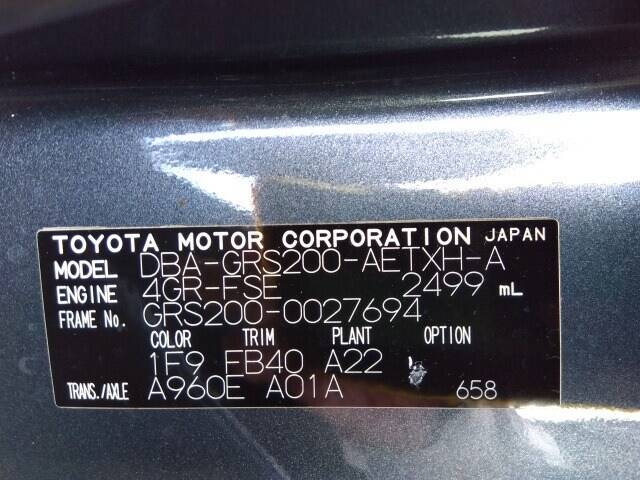 TOYOTA MOTOR CORPORATION JAPAN
MODEL DBA-GRS200-AETXH-A
ENGINE 4GR-FSE 2499 mL
FRAME No. GRS200-0027694
COLOR TRIM PLANT OPTION
1F9 FB40 A22
TRANS./AXLE A960E A01A 658